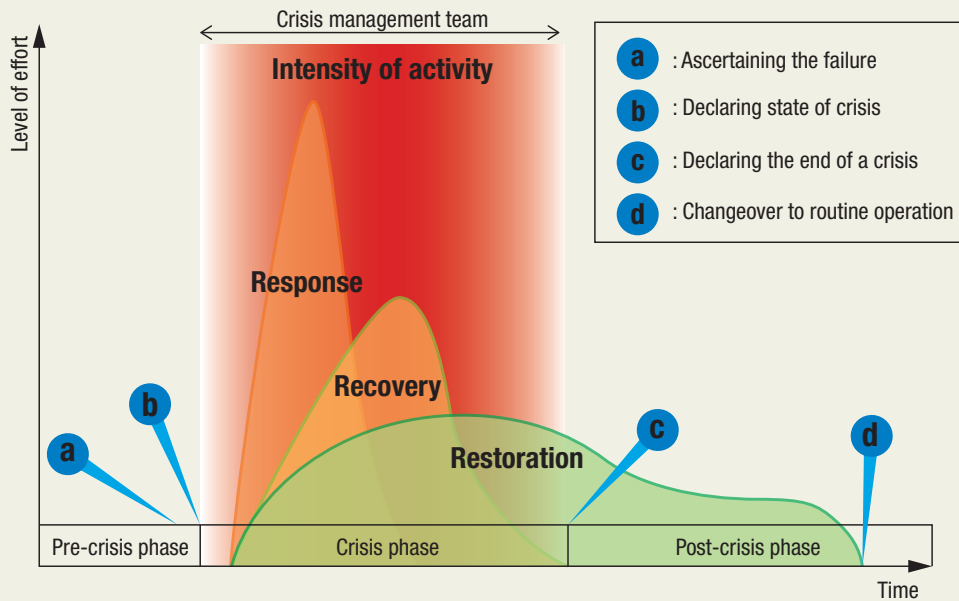 Crisis management team
Level of effort
Intensity of activity
a : Ascertaining the failure
b : Declaring state of crisis
c : Declaring the end of a crisis
d : Changeover to routine operation
Response
Recovery
Restoration
a
b
c
d
Pre-crisis phase
Crisis phase
Post-crisis phase
Time